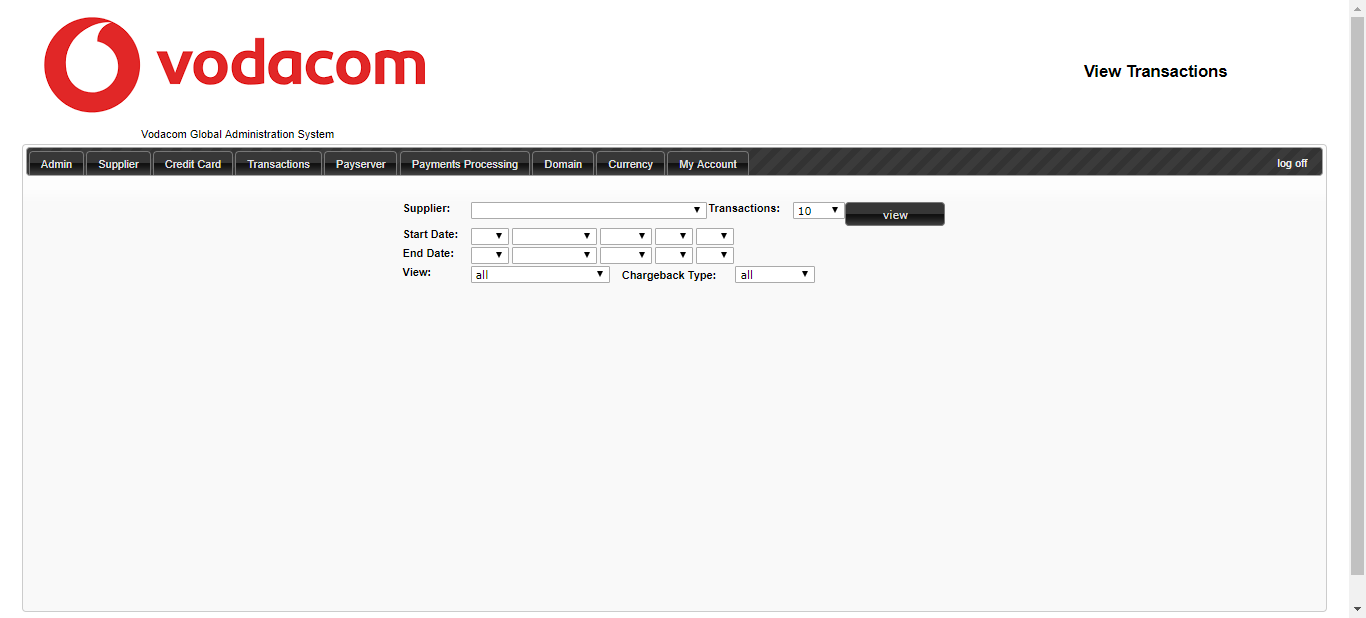 vodacom
View Transactions
Vodacom Global Administration System
Admin Supplier Credit Card Transactions Payserver Payments Processing Domain Currency My Account log off
Supplier: Transactions: 10 view
Start Date:
End Date:
View: all Chargeback Type: all